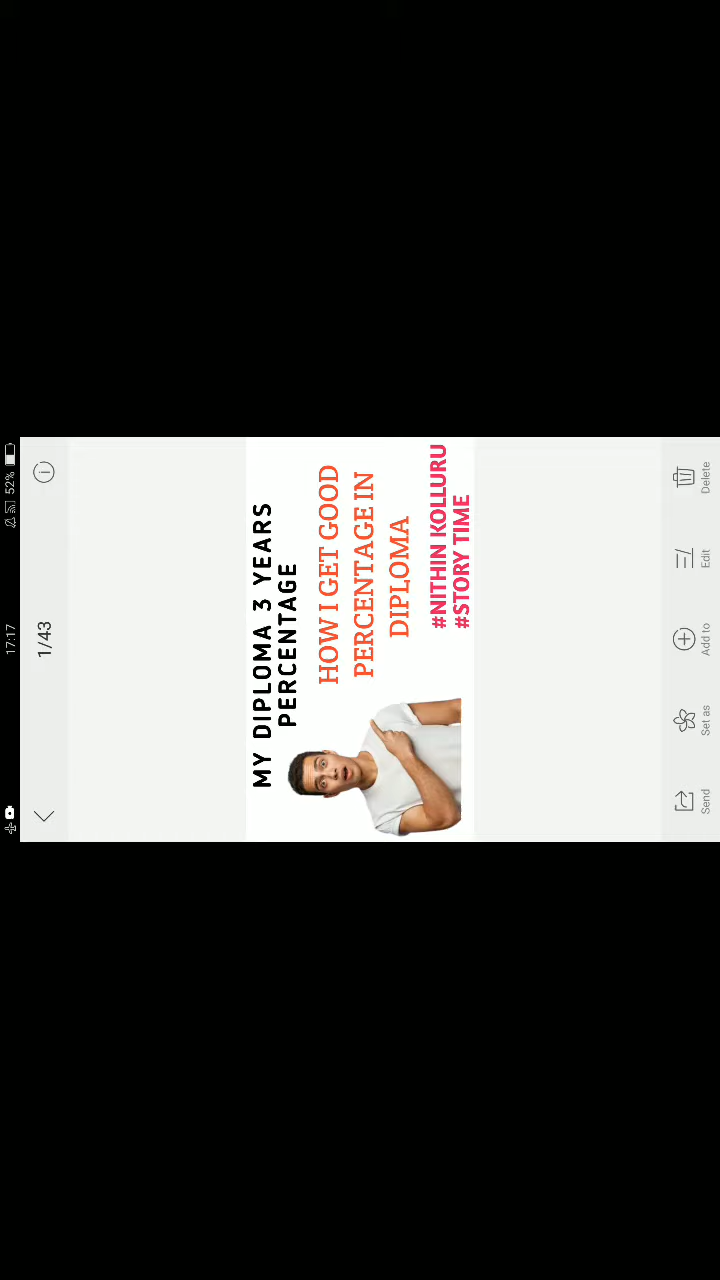 17:17
52%
1/43
MY DIPLOMA 3 YEARS
PERCENTAGE
HOW I GET GOOD
PERCENTAGE IN
DIPLOMA
#NITHIN KOLLURU
#STORY TIME
Send
Set as
Add to
Edit
Delete